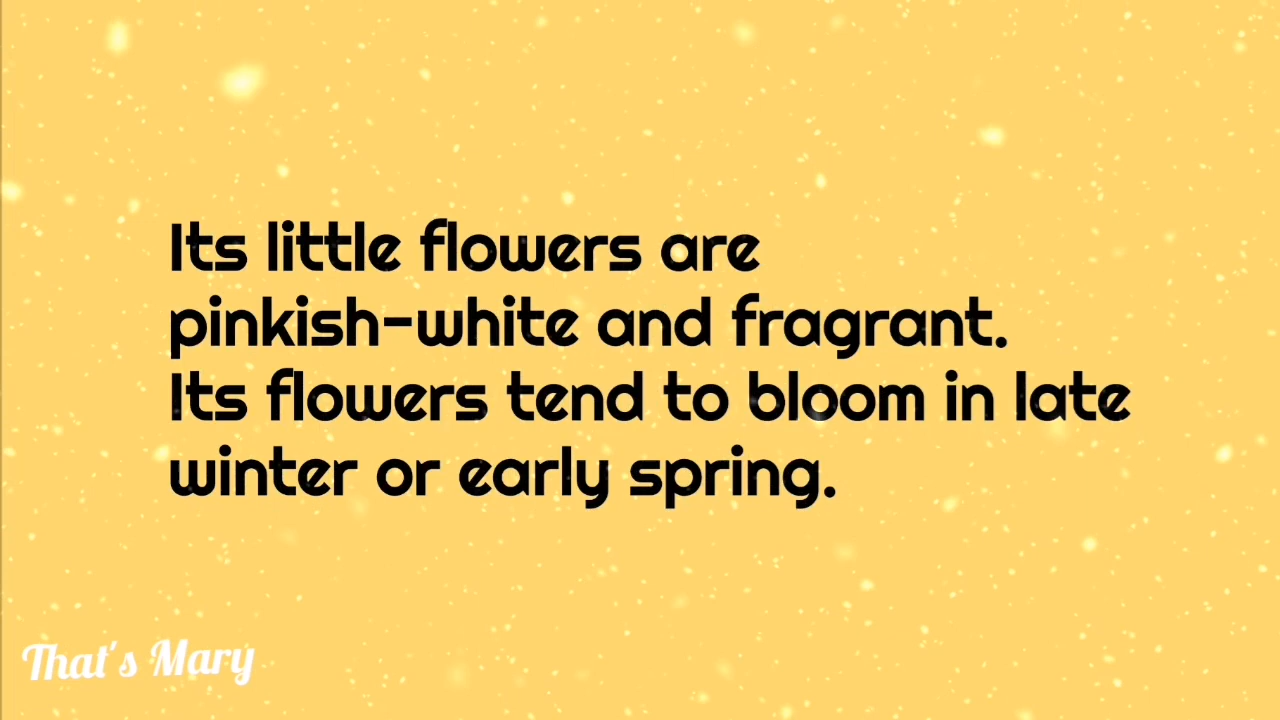 Its little flowers are
pinkish-white and fragrant.
Its flowers tend to bloom in late
winter or early spring.
That's Mary